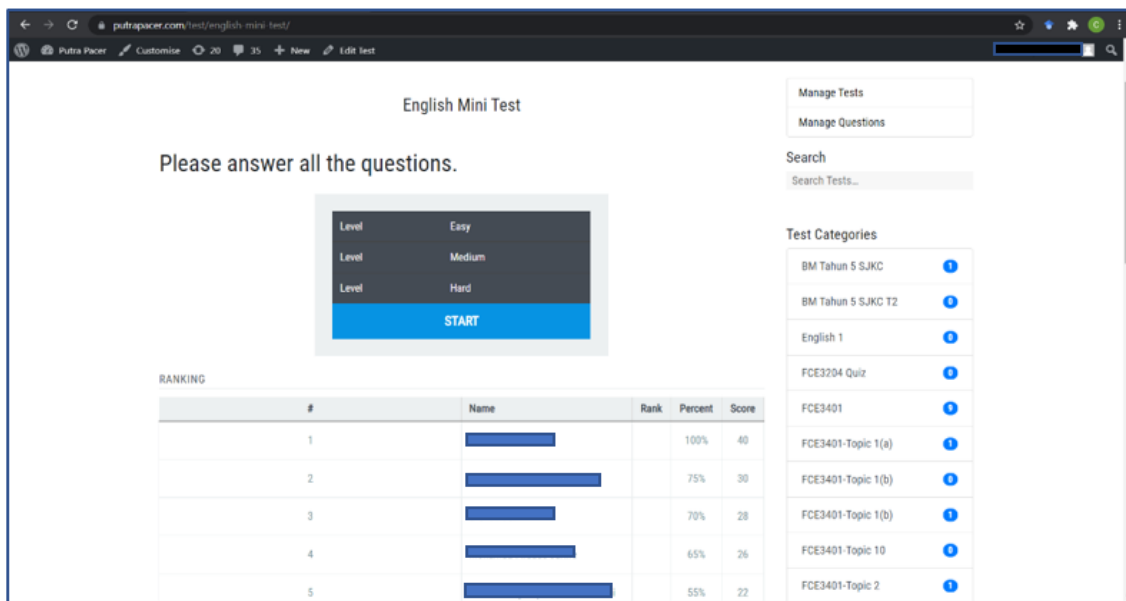 putrapacer.com/test/english-mini-test/
Putra Pacer Customise 20 35 New Edit Test
English Mini Test
Please answer all the questions.
Level Easy
Level Medium
Level Hard
START
RANKING
# Name Rank Percent Score
1 100% 40
2 75% 30
3 70% 28
4 65% 26
5 55% 22
Manage Tests
Manage Questions
Search
Search Tests...
Test Categories
BM Tahun 5 SJKC 1
BM Tahun 5 SJKC T2 0
English 1 0
FCE3204 Quiz 0
FCE3401 9
FCE3401-Topic 1(a) 1
FCE3401-Topic 1(b) 0
FCE3401-Topic 1(b) 1
FCE3401-Topic 10 0
FCE3401-Topic 2 1